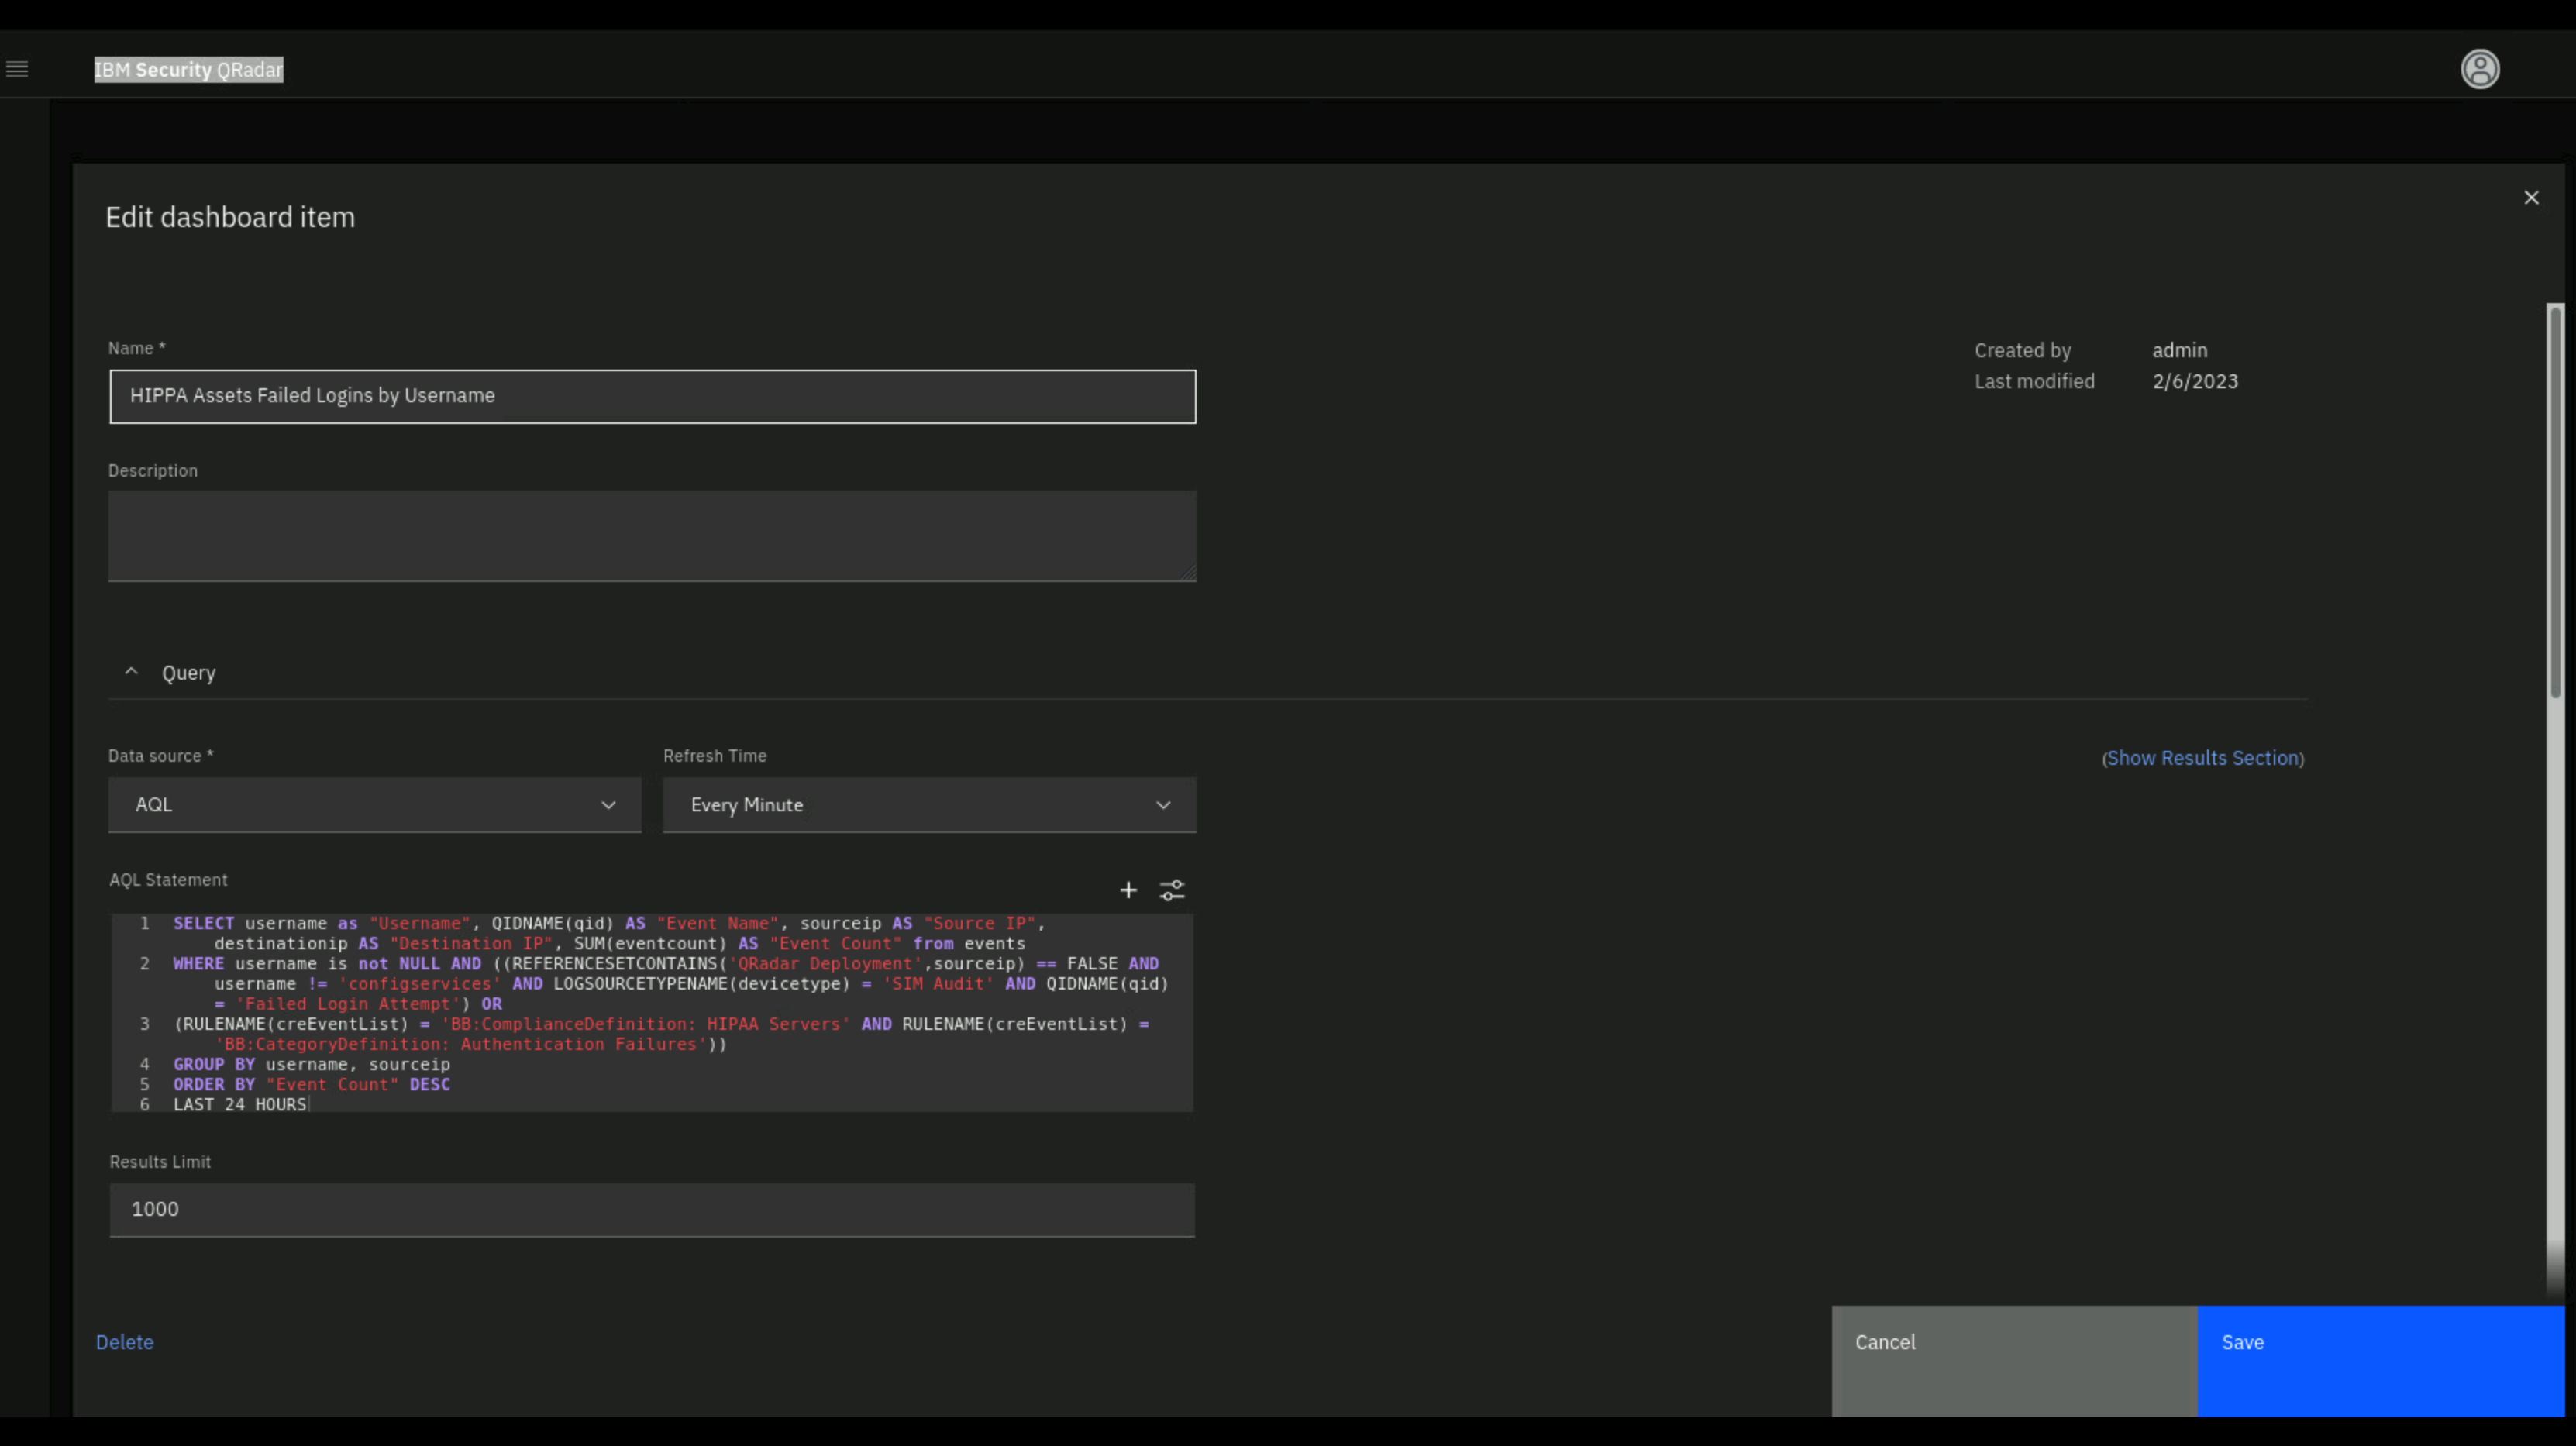 IBM Security QRadar
Edit dashboard item
Name *
HIPPA Assets Failed Logins by Username
Created by admin
Last modified 2/6/2023
Description
Query
Data source *
Refresh Time
(Show Results Section)
AQL
Every Minute
AQL Statement
1 SELECT username as "Username", QIDNAME(qid) AS "Event Name", sourceip AS "Source IP",
destinationip AS "Destination IP", SUM(eventcount) AS "Event Count" from events
2 WHERE username is not NULL AND ((REFERENCESETCONTAINS('QRadar Deployment',sourceip) == FALSE AND
username != 'configservices' AND LOGSOURCETYPENAME(devicetype) = 'SIM Audit' AND QIDNAME(qid)
= 'Failed Login Attempt') OR
3 (RULENAME(creEventList) = 'BB:ComplianceDefinition: HIPAA Servers' AND RULENAME(creEventList) =
'BB:CategoryDefinition: Authentication Failures'))
4 GROUP BY username, sourceip
5 ORDER BY "Event Count" DESC
6 LAST 24 HOURS
Results Limit
1000
Delete
Cancel
Save